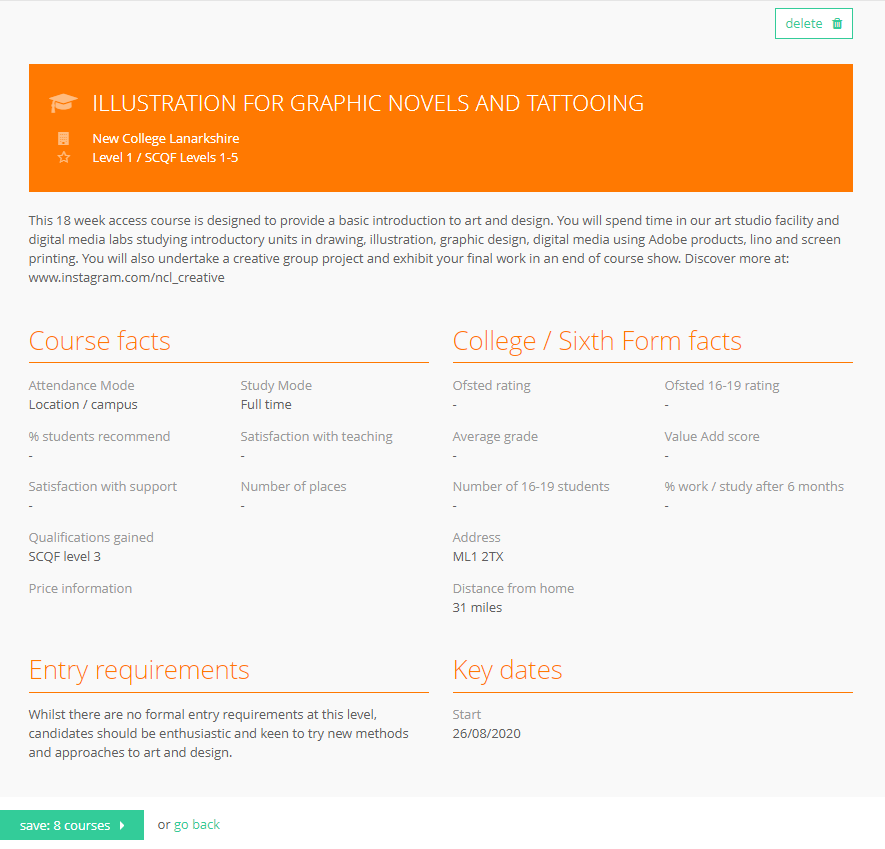 delete
ILLUSTRATION FOR GRAPHIC NOVELS AND TATTOOING
New College Lanarkshire
Level 1 / SCQF Levels 1-5
This 18 week access course is designed to provide a basic introduction to art and design. You will spend time in our art studio facility and
digital media labs studying introductory units in drawing, illustration, graphic design, digital media using Adobe products, lino and screen
printing. You will also undertake a creative group project and exhibit your final work in an end of course show. Discover more at:
www.instagram.com/ncl_creative
Course facts
Attendance Mode
Location / campus
Study Mode
Full time
% students recommend
-
Satisfaction with teaching
-
Satisfaction with support
-
Number of places
-
Qualifications gained
SCQF level 3
Price information
College / Sixth Form facts
Ofsted rating
-
Ofsted 16-19 rating
-
Average grade
-
Value Add score
-
Number of 16-19 students
-
% work / study after 6 months
-
Address
ML1 2TX
Distance from home
31 miles
Entry requirements
Whilst there are no formal entry requirements at this level,
candidates should be enthusiastic and keen to try new methods
and approaches to art and design.
Key dates
Start
26/08/2020
save: 8 courses
or go back